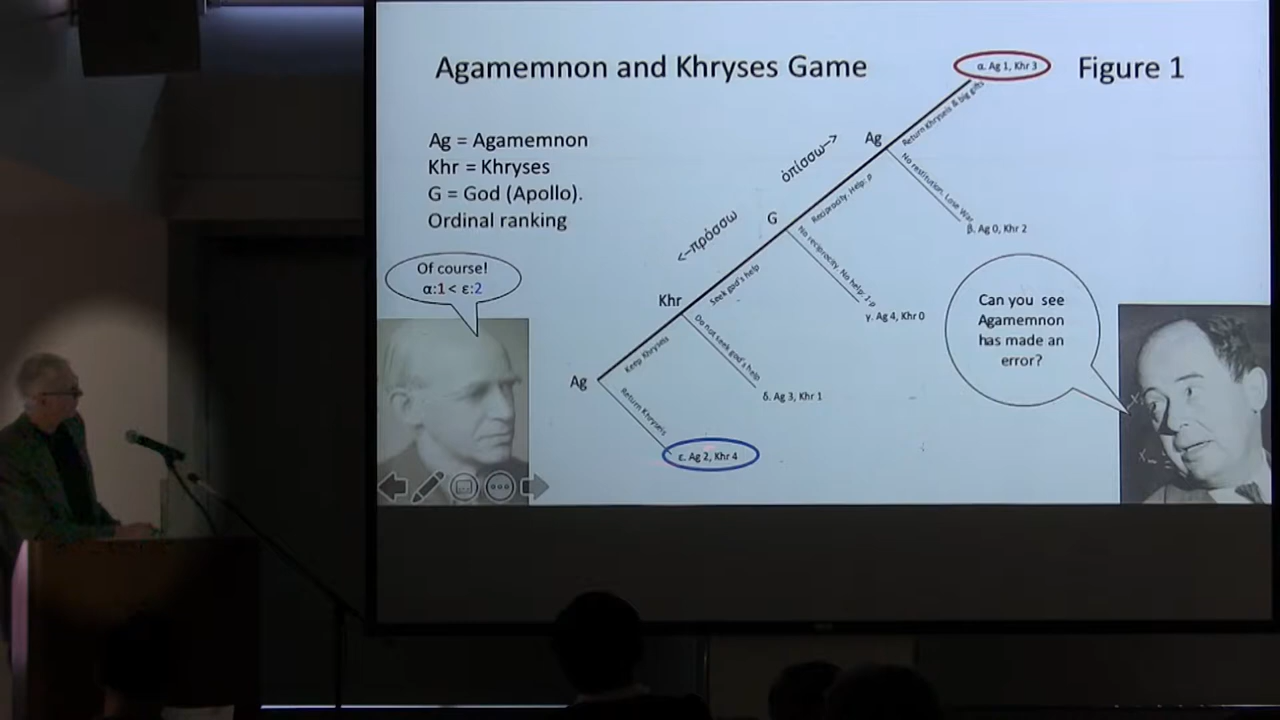 Agamemnon and Khryses Game
α. Ag 1, Khr 3
Figure 1
Ag = Agamemnon
Khr = Khryses
G = God (Apollo).
Ordinal ranking
Ag
Return Khryseis & big gifts
No restitution. Lose War.
β. Ag 0, Khr 2
ὀπίσσω-->
<--πρόσσω
G
Reciprocity. Help: p
No reciprocity. No help: 1-p
γ. Ag 4, Khr 0
Khr
Seek god's help
Do not seek god's help
δ. Ag 3, Khr 1
Ag
Keep Khryseis
Return Khryseis
ε. Ag 2, Khr 4
Of course!
α:1 < ε:2
Can you see
Agamemnon
has made an
error?